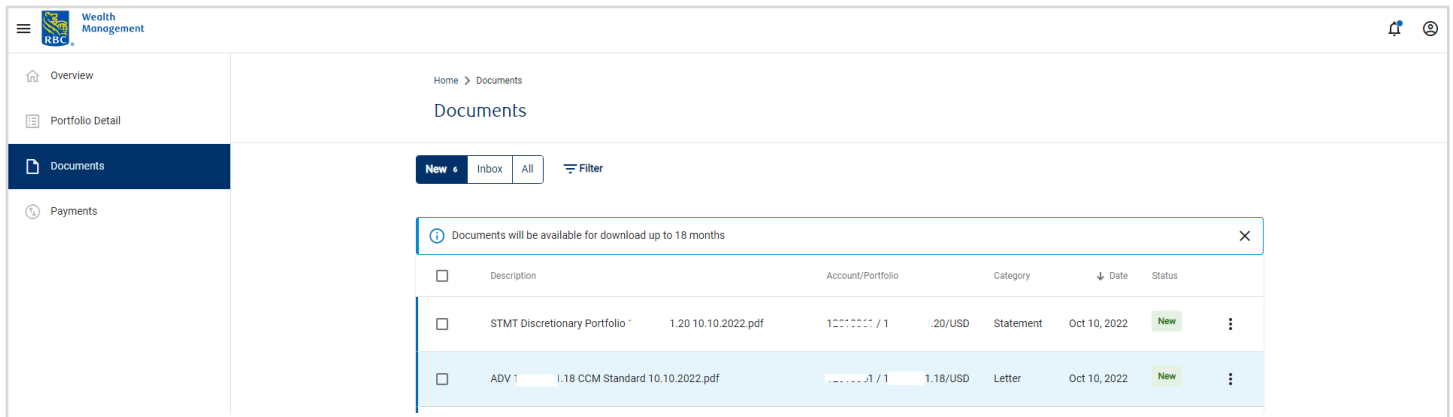 Wealth
Management
RBC®
Overview
Portfolio Detail
Documents
Payments
Home > Documents
Documents
New 6 Inbox All Filter
Documents will be available for download up to 18 months
Description Account/Portfolio Category Date Status
STMT Discretionary Portfolio 1.20 10.10.2022.pdf / 1 .20/USD Statement Oct 10, 2022 New
ADV 1 1.18 CCM Standard 10.10.2022.pdf / 1 1.18/USD Letter Oct 10, 2022 New